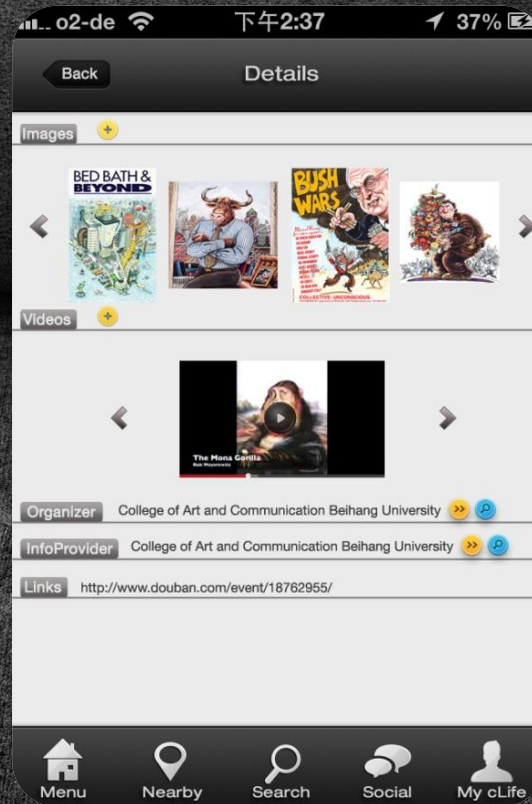 o2-de 下午2:37 37%
Back Details
Images
BED BATH &
BEYOND
BUSH
WARS
COLLECTIVE: UNCONSCIOUS
Videos
The Mona Gorilla
Organizer College of Art and Communication Beihang University
InfoProvider College of Art and Communication Beihang University
Links http://www.douban.com/event/18762955/
Menu Nearby Search Social My cLife